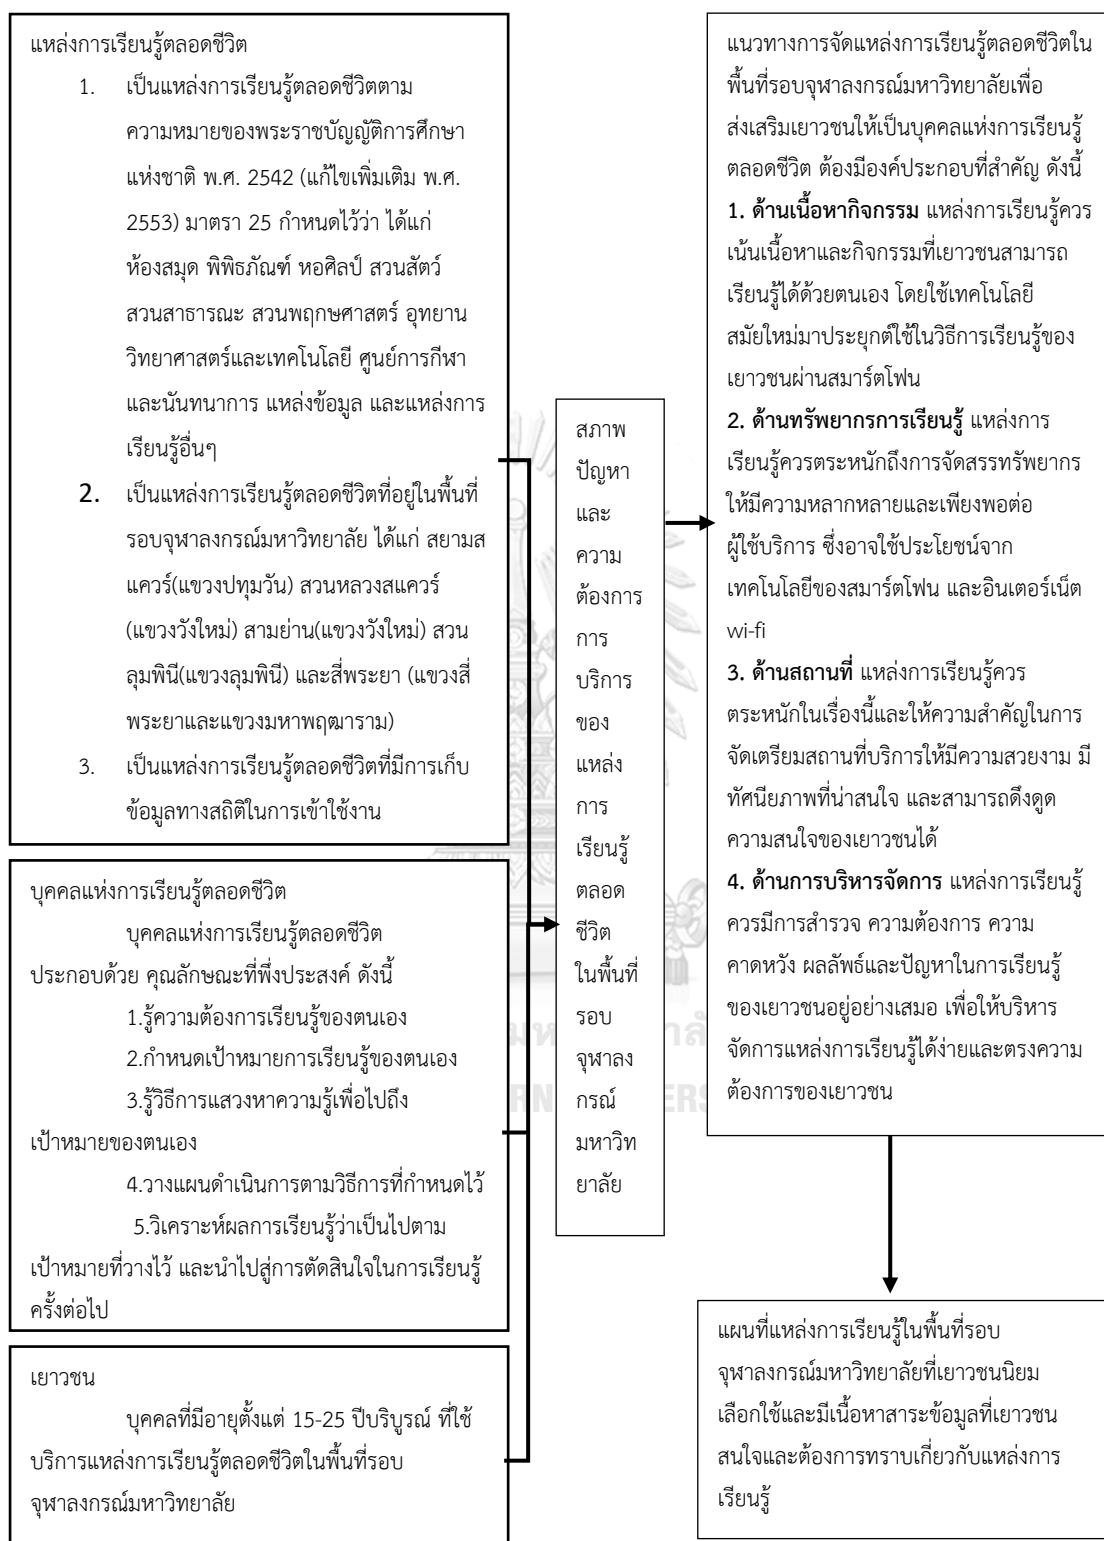 แหล่งการเรียนรู้ตลอดชีวิต
1. เป็นแหล่งการเรียนรู้ตลอดชีวิตตาม
ความหมายของพระราชบัญญัติการศึกษา
แห่งชาติ พ.ศ. 2542 (แก้ไขเพิ่มเติม พ.ศ.
2553) มาตรา 25 กำหนดไว้ว่า ได้แก่
ห้องสมุด พิพิธภัณฑ์ หอศิลป์ สวนสัตว์
สวนสาธารณะ สวนพฤกษศาสตร์ อุทยาน
วิทยาศาสตร์และเทคโนโลยี ศูนย์การกีฬา
และนันทนาการ แหล่งข้อมูล และแหล่งการ
เรียนรู้อื่นๆ
2. เป็นแหล่งการเรียนรู้ตลอดชีวิตที่อยู่ในพื้นที่
รอบจุฬาลงกรณ์มหาวิทยาลัย ได้แก่ สยามส
แควร์(แขวงปทุมวัน) สวนหลวงสแควร์
(แขวงวังใหม่) สามย่าน(แขวงวังใหม่) สวน
ลุมพินี(แขวงลุมพินี) และสี่พระยา (แขวงสี่
พระยาและแขวงมหาพฤฒาราม)
3. เป็นแหล่งการเรียนรู้ตลอดชีวิตที่มีการเก็บ
ข้อมูลทางสถิติในการเข้าใช้งาน
บุคคลแห่งการเรียนรู้ตลอดชีวิต
บุคคลแห่งการเรียนรู้ตลอดชีวิต
ประกอบด้วย คุณลักษณะที่พึ่งประสงค์ ดังนี้
1.รู้ความต้องการเรียนรู้ของตนเอง
2.กำหนดเป้าหมายการเรียนรู้ของตนเอง
3.รู้วิธีการแสวงหาความรู้เพื่อไปถึง
เป้าหมายของตนเอง
4.วางแผนดำเนินการตามวิธีการที่กำหนดไว้
5.วิเคราะห์ผลการเรียนรู้ว่าเป็นไปตาม
เป้าหมายที่วางไว้ และนำไปสู่การตัดสินใจในการเรียนรู้
ครั้งต่อไป
เยาวชน
บุคคลที่มีอายุตั้งแต่ 15-25 ปีบริบูรณ์ ที่ใช้
บริการแหล่งการเรียนรู้ตลอดชีวิตในพื้นที่รอบ
จุฬาลงกรณ์มหาวิทยาลัย
สภาพ
ปัญหา
และ
ความ
ต้องการ
การ
บริการ
ของ
แหล่ง
การ
เรียนรู้
ตลอด
ชีวิต
ในพื้นที่
รอบ
จุฬาลง
กรณ์
มหาวิท
ยาลัย
แนวทางการจัดแหล่งการเรียนรู้ตลอดชีวิตใน
พื้นที่รอบจุฬาลงกรณ์มหาวิทยาลัยเพื่อ
ส่งเสริมเยาวชนให้เป็นบุคคลแห่งการเรียนรู้
ตลอดชีวิต ต้องมีองค์ประกอบที่สำคัญ ดังนี้
1. ด้านเนื้อหากิจกรรม แหล่งการเรียนรู้ควร
เน้นเนื้อหาและกิจกรรมที่เยาวชนสามารถ
เรียนรู้ได้ด้วยตนเอง โดยใช้เทคโนโลยี
สมัยใหม่มาประยุกต์ใช้ในวิธีการเรียนรู้ของ
เยาวชนผ่านสมาร์ตโฟน
2. ด้านทรัพยากรการเรียนรู้ แหล่งการ
เรียนรู้ควรตระหนักถึงการจัดสรรทรัพยากร
ให้มีความหลากหลายและเพียงพอต่อ
ผู้ใช้บริการ ซึ่งอาจใช้ประโยชน์จาก
เทคโนโลยีของสมาร์ตโฟน และอินเตอร์เน็ต
wi-fi
3. ด้านสถานที่ แหล่งการเรียนรู้ควร
ตระหนักในเรื่องนี้และให้ความสำคัญในการ
จัดเตรียมสถานที่บริการให้มีความสวยงาม มี
ทัศนียภาพที่น่าสนใจ และสามารถดึงดูด
ความสนใจของเยาวชนได้
4. ด้านการบริหารจัดการ แหล่งการเรียนรู้
ควรมีการสำรวจ ความต้องการ ความ
คาดหวัง ผลลัพธ์และปัญหาในการเรียนรู้
ของเยาวชนอยู่อย่างเสมอ เพื่อให้บริหาร
จัดการแหล่งการเรียนรู้ได้ง่ายและตรงความ
ต้องการของเยาวชน
แผนที่แหล่งการเรียนรู้ในพื้นที่รอบ
จุฬาลงกรณ์มหาวิทยาลัยที่เยาวชนนิยม
เลือกใช้และมีเนื้อหาสาระข้อมูลที่เยาวชน
สนใจและต้องการทราบเกี่ยวกับแหล่งการ
เรียนรู้